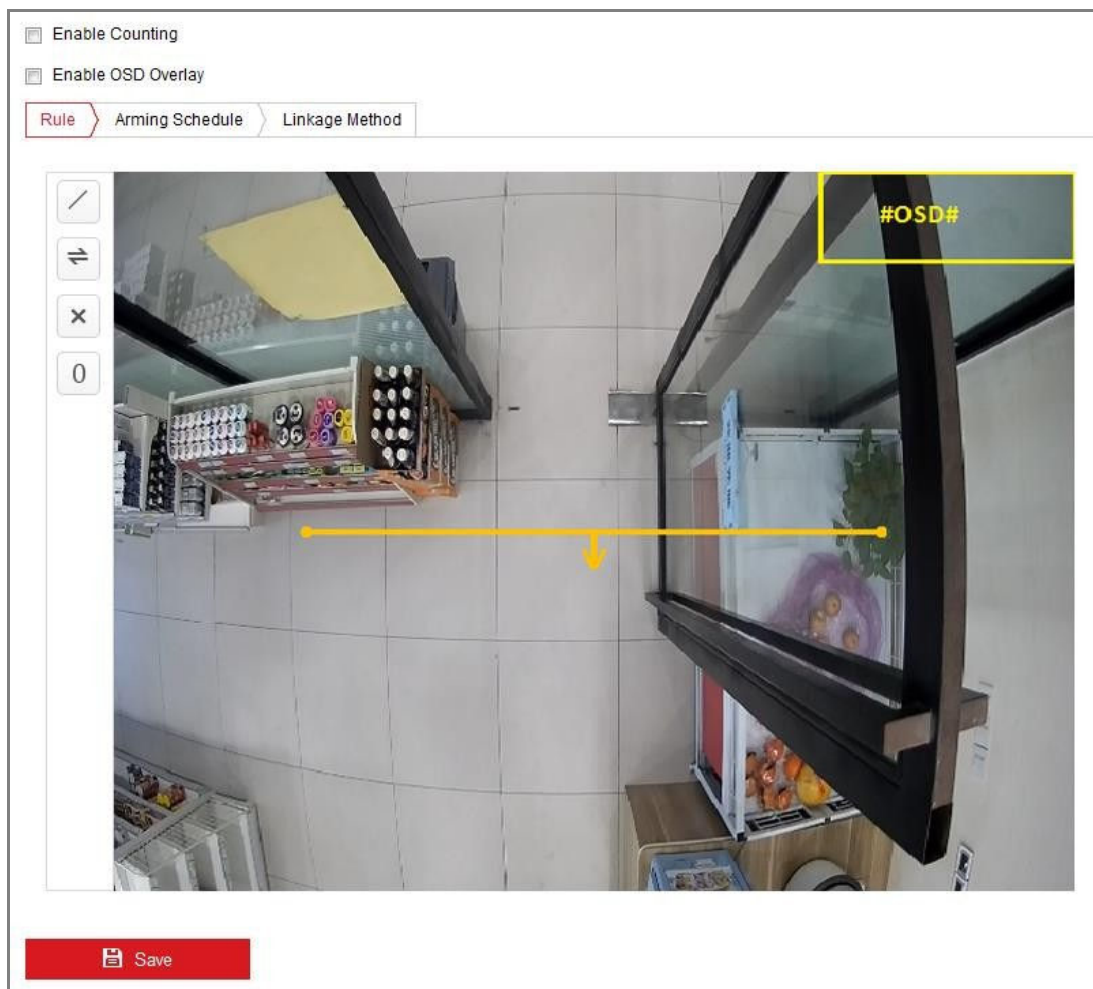 Enable Counting
Enable OSD Overlay
Rule Arming Schedule Linkage Method
#OSD#
0
Save